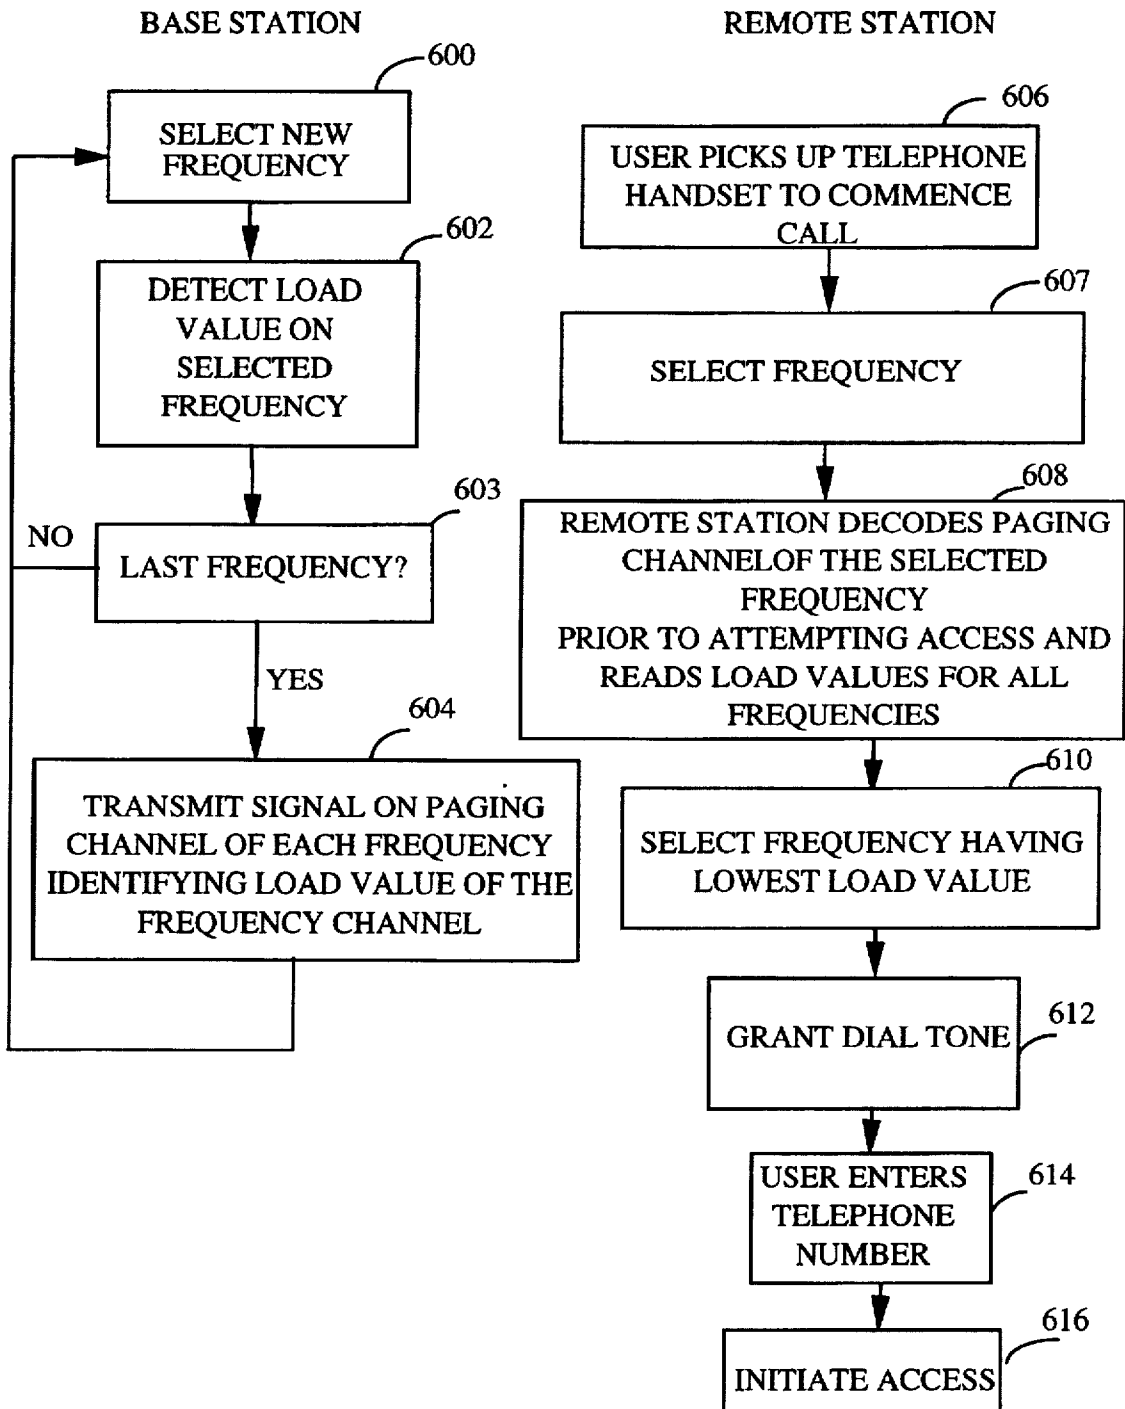 BASE STATION
600
SELECT NEW
FREQUENCY
602
DETECT LOAD
VALUE ON
SELECTED
FREQUENCY
603
NO
LAST FREQUENCY?
YES
604
TRANSMIT SIGNAL ON PAGING
CHANNEL OF EACH FREQUENCY
IDENTIFYING LOAD VALUE OF THE
FREQUENCY CHANNEL
REMOTE STATION
606
USER PICKS UP TELEPHONE
HANDSET TO COMMENCE
CALL
607
SELECT FREQUENCY
608
REMOTE STATION DECODES PAGING
CHANNELOF THE SELECTED
FREQUENCY
PRIOR TO ATTEMPTING ACCESS AND
READS LOAD VALUES FOR ALL
FREQUENCIES
610
SELECT FREQUENCY HAVING
LOWEST LOAD VALUE
612
GRANT DIAL TONE
614
USER ENTERS
TELEPHONE
NUMBER
616
INITIATE ACCESS